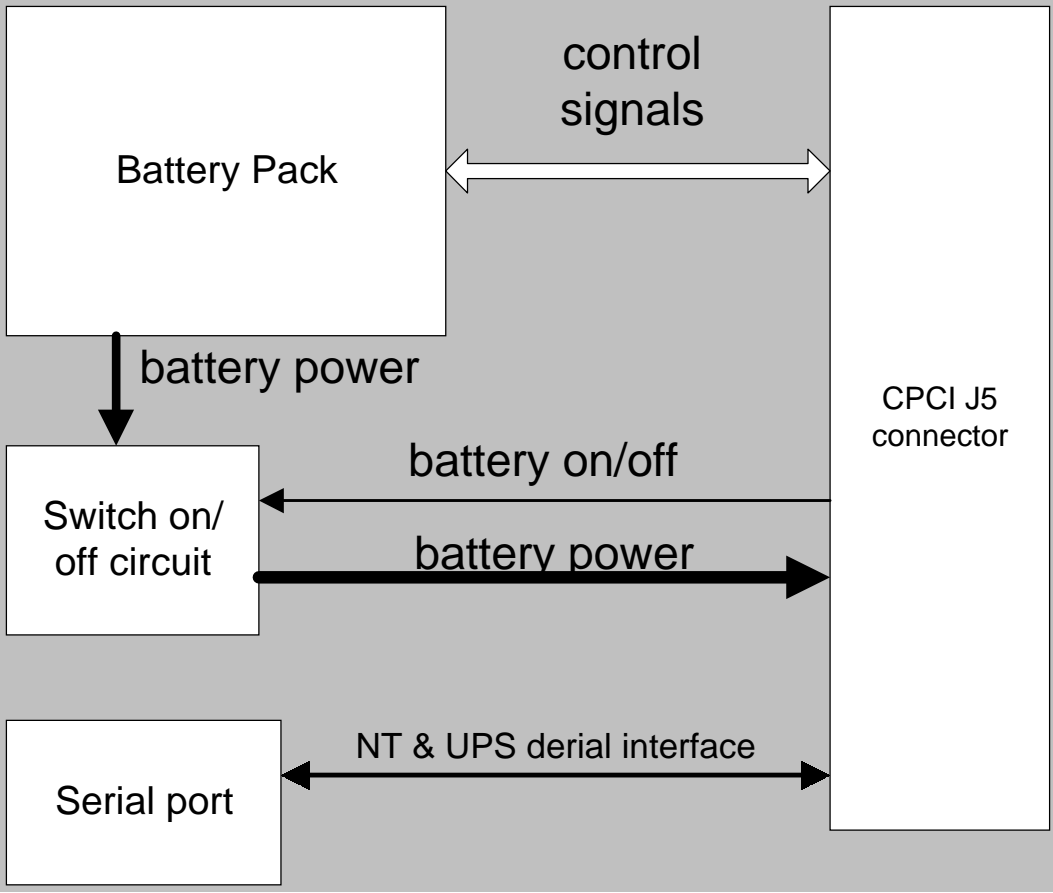 control
signals
Battery Pack
battery power
CPCI J5
connector
battery on/off
Switch on/
off circuit
battery power
NT & UPS derial interface
Serial port